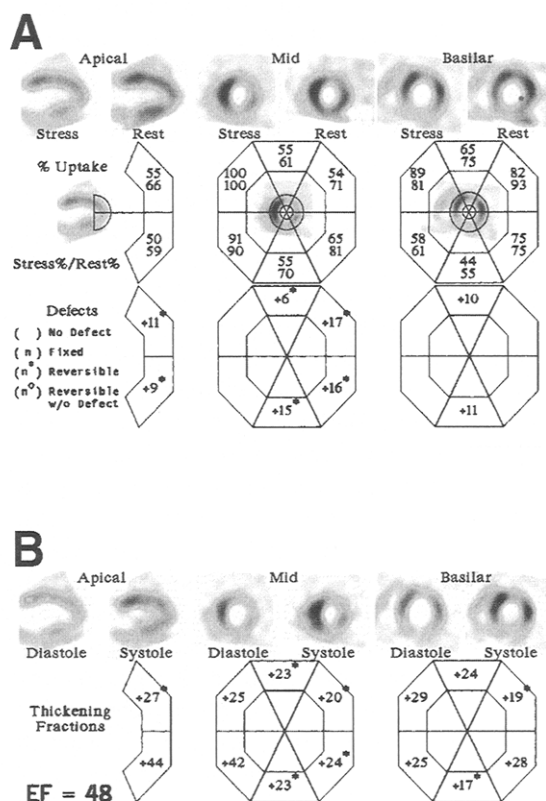 A
Apical Mid Basilar
Stress Rest Stress Rest Stress Rest
% Uptake
55
66
50
59
Stress%/Rest%
55
61
100
100
54
71
91
90
65
81
55
70
65
75
89
81
82
93
58
61
75
75
44
55
Defects
( ) No Defect
(n) Fixed
(n*) Reversible
(n°) Reversible
w/o Defect
+11*
+9*
+6*
+17*
+16*
+15*
+10
+11
B
Apical Mid Basilar
Diastole Systole Diastole Systole Diastole Systole
Thickening
Fractions
+27*
+44
+23*
+25 +20*
+42 +24*
+23*
+24
+29 +19*
+25 +28
+17*
EF = 48